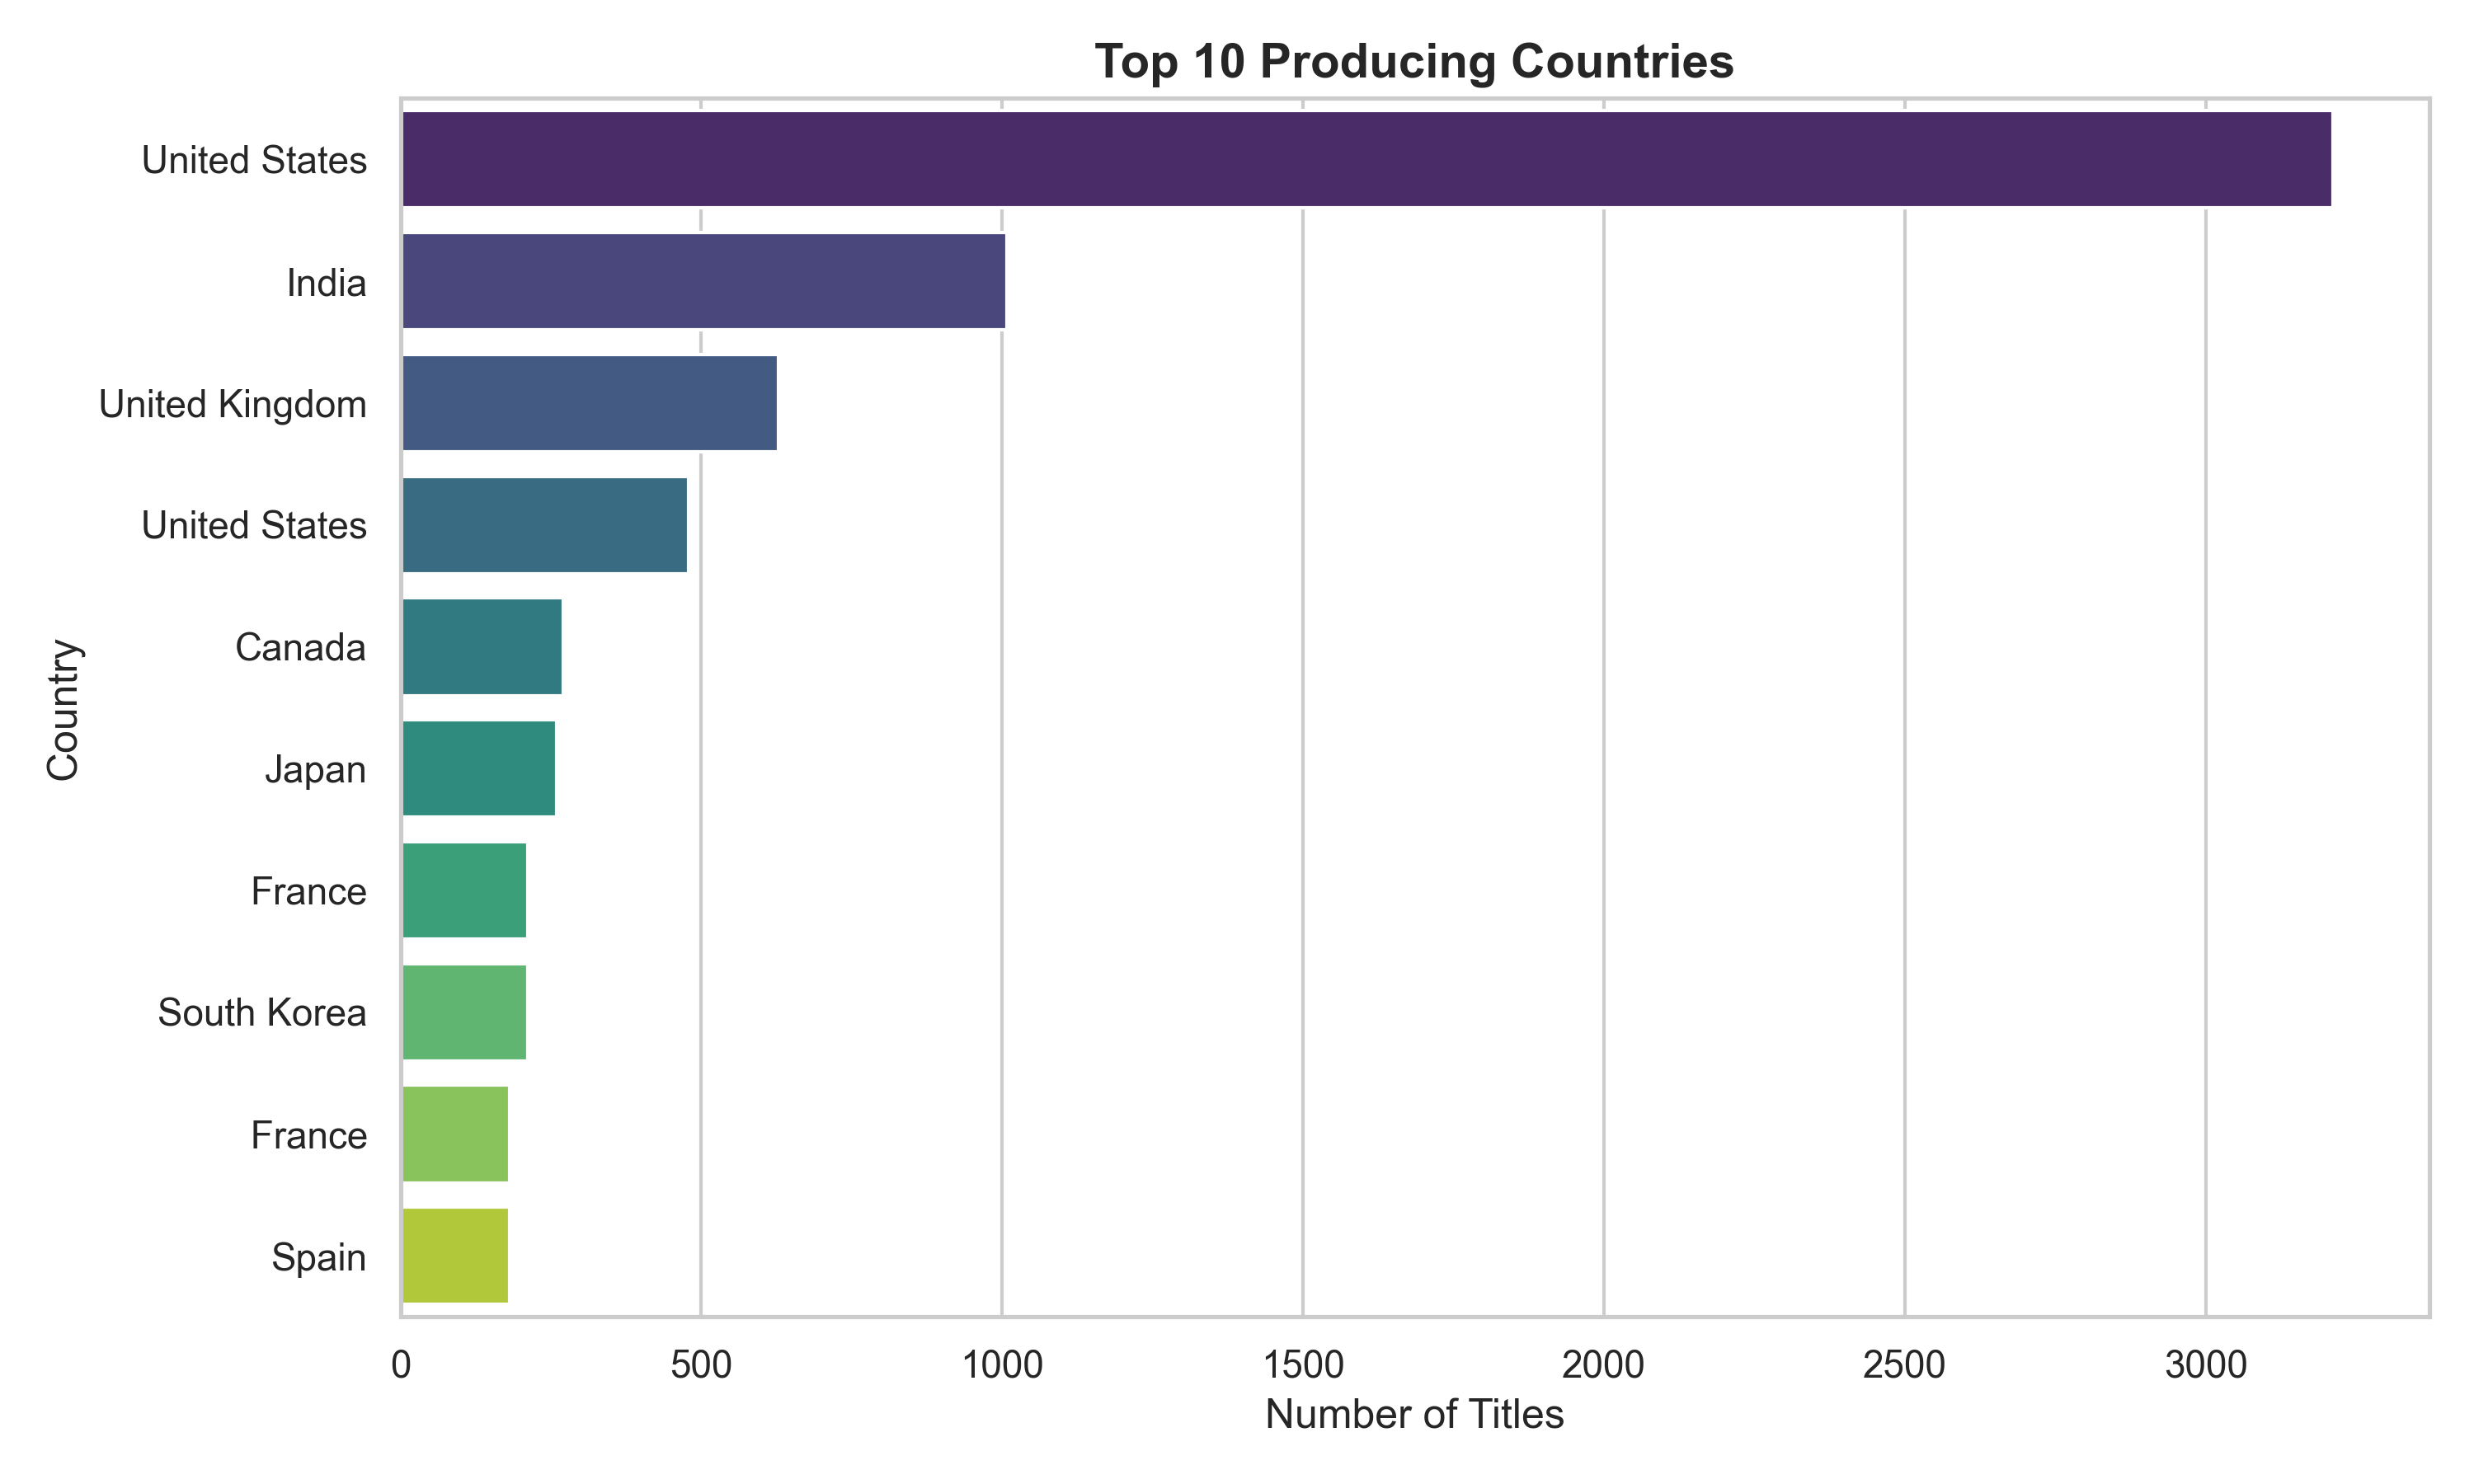 Top 10 Producing Countries
United States
India
United Kingdom
United States
Canada
Japan
France
South Korea
France
Spain
Country
0 500 1000 1500 2000 2500 3000
Number of Titles